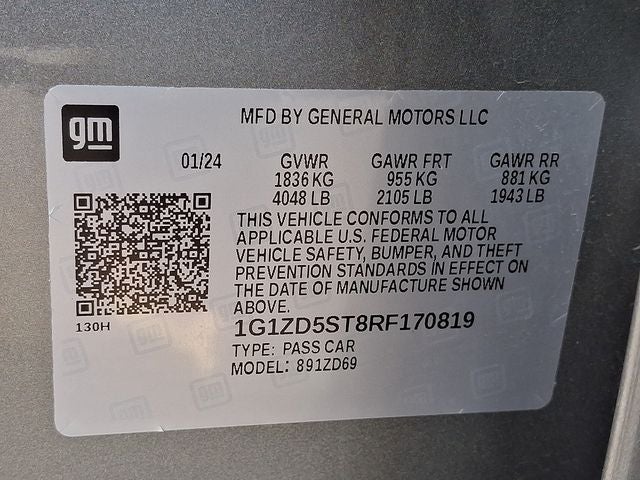 gm
MFD BY GENERAL MOTORS LLC
01/24 GVWR GAWR FRT GAWR RR
1836 KG 955 KG 881 KG
4048 LB 2105 LB 1943 LB
THIS VEHICLE CONFORMS TO ALL
APPLICABLE U.S. FEDERAL MOTOR
VEHICLE SAFETY, BUMPER, AND THEFT
PREVENTION STANDARDS IN EFFECT ON
THE DATE OF MANUFACTURE SHOWN
ABOVE.
130H
1G1ZD5ST8RF170819
TYPE: PASS CAR
MODEL: 891ZD69